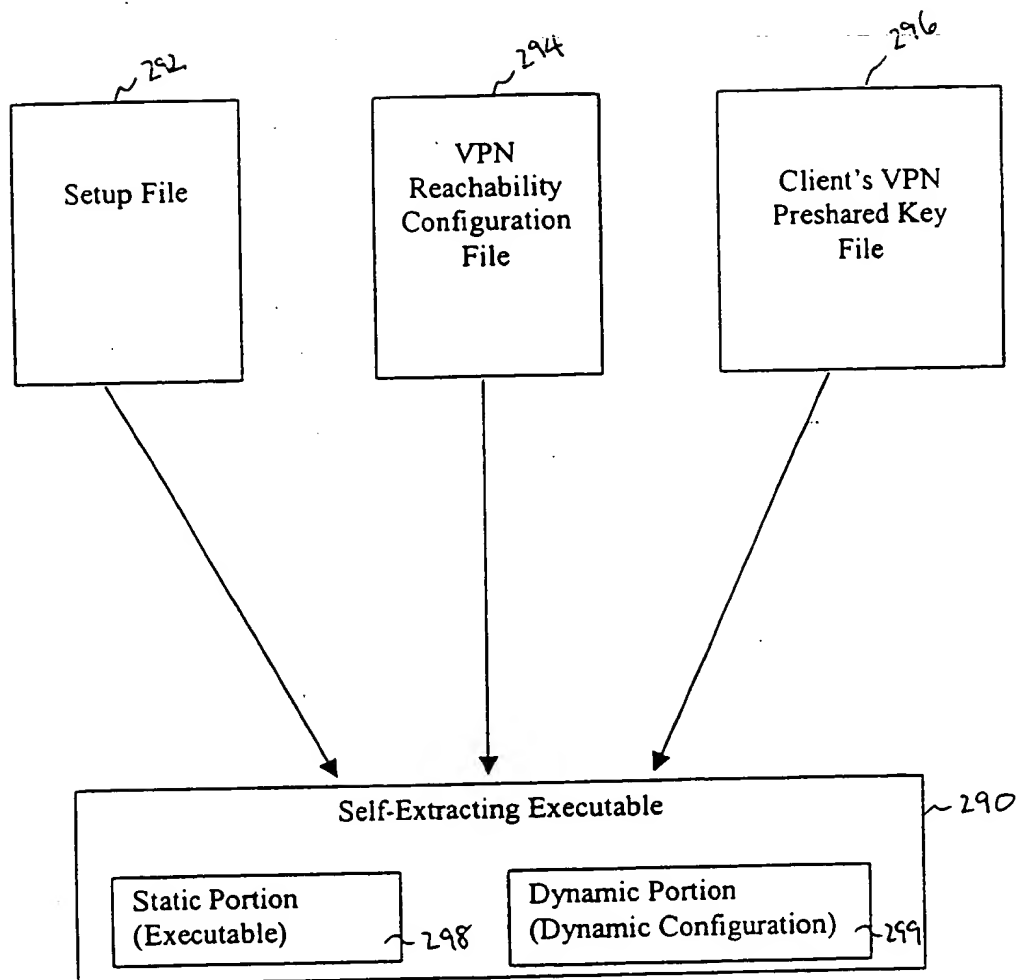 292
294
296
Setup File
VPN
Reachability
Configuration
File
Client's VPN
Preshared Key
File
Self-Extracting Executable
290
Static Portion
(Executable)
298
Dynamic Portion
(Dynamic Configuration)
299